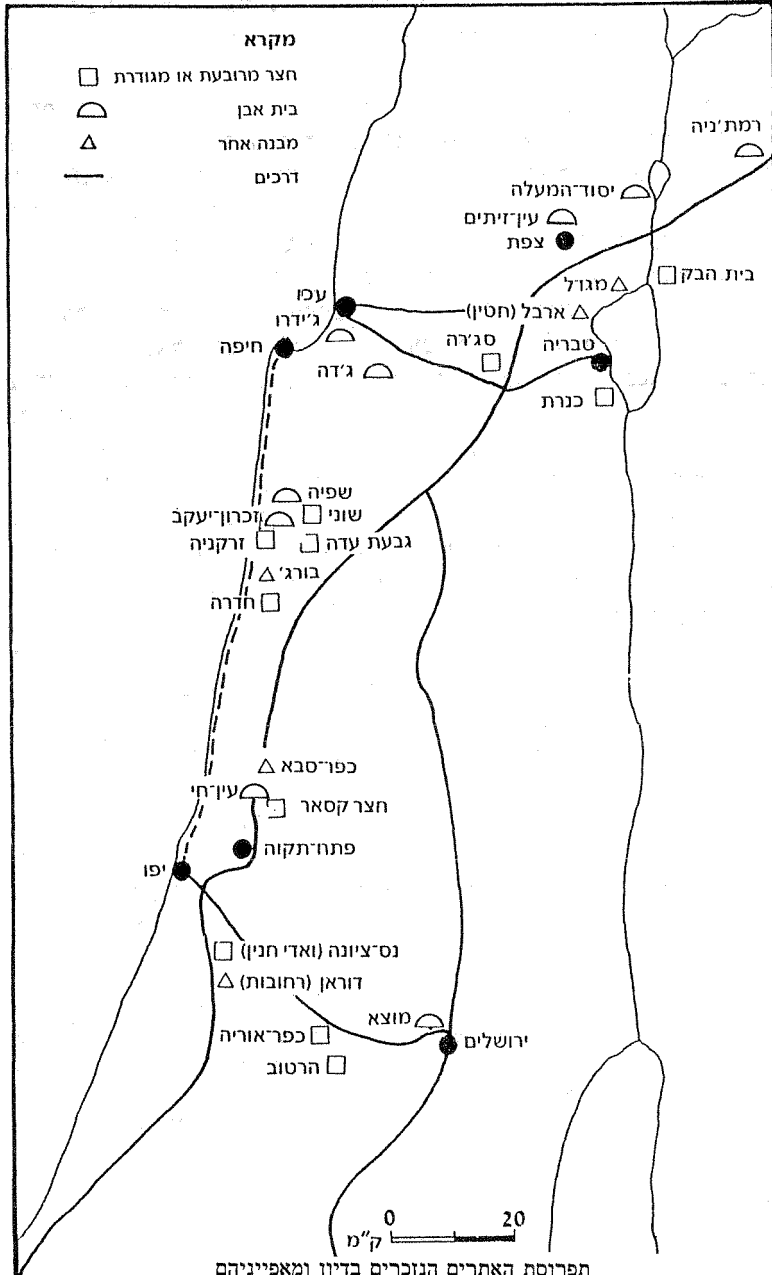 מקרא
חצר מרובעת או מגודרת
בית אבן
מבנה אחר
דרכים
רמת׳ניה
יסוד־המעלה
עין־זיתים
צפת
בית הבק
מגדל
עכו
ארבל (חטין)
ג׳ידרו
חיפה
סג׳רה
טבריה
ג׳דה
כנרת
שפיה
שוני
זכרון־יעקב
גבעת עדה
זרקניה
בורג׳
חדרה
כפר־סבא
עין־חי
חצר קסאר
פתח־תקוה
יפו
נס־ציונה (ואדי חנין)
דוראן (רחובות)
מוצא
כפר־אוריה
ירושלים
הרטוב
0 20
ק״מ
תפרוסת האתרים הנזכרים בדיון ומאפייניהם